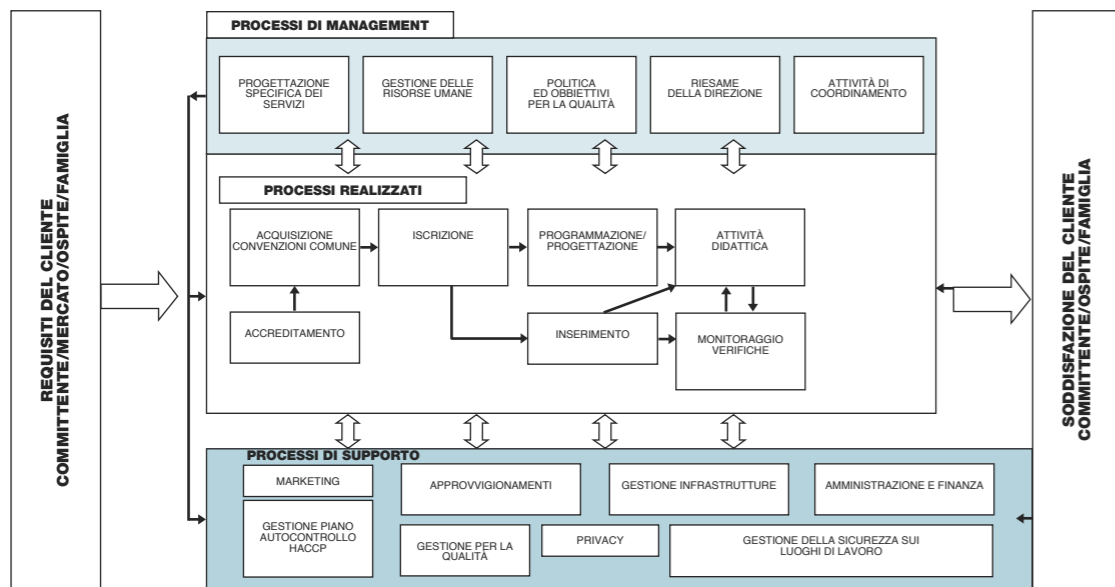 REQUISITI DEL CLIENTE
COMMITTENTE/MERCATO/OSPITE/FAMIGLIA
PROCESSI DI MANAGEMENT
PROGETTAZIONE
SPECIFICA DEI
SERVIZI
GESTIONE DELLE
RISORSE UMANE
POLITICA
ED OBBIETTIVI
PER LA QUALITÀ
RIESAME
DELLA DIREZIONE
ATTIVITÀ DI
COORDINAMENTO
PROCESSI REALIZZATI
ACQUISIZIONE
CONVENZIONI COMUNE
ISCRIZIONE
PROGRAMMAZIONE/
PROGETTAZIONE
ATTIVITÀ
DIDATTICA
ACCREDITAMENTO
INSERIMENTO
MONITORAGGIO
VERIFICHE
PROCESSI DI SUPPORTO
MARKETING
APPROVVIGIONAMENTI
GESTIONE INFRASTRUTTURE
AMMINISTRAZIONE E FINANZA
GESTIONE PIANO
AUTOCONTROLLO
HACCP
GESTIONE PER LA
QUALITÀ
PRIVACY
GESTIONE DELLA SICUREZZA SUI
LUOGHI DI LAVORO
SODDISFAZIONE DEL CLIENTE
COMMITTENTE/OSPITE/FAMIGLIA